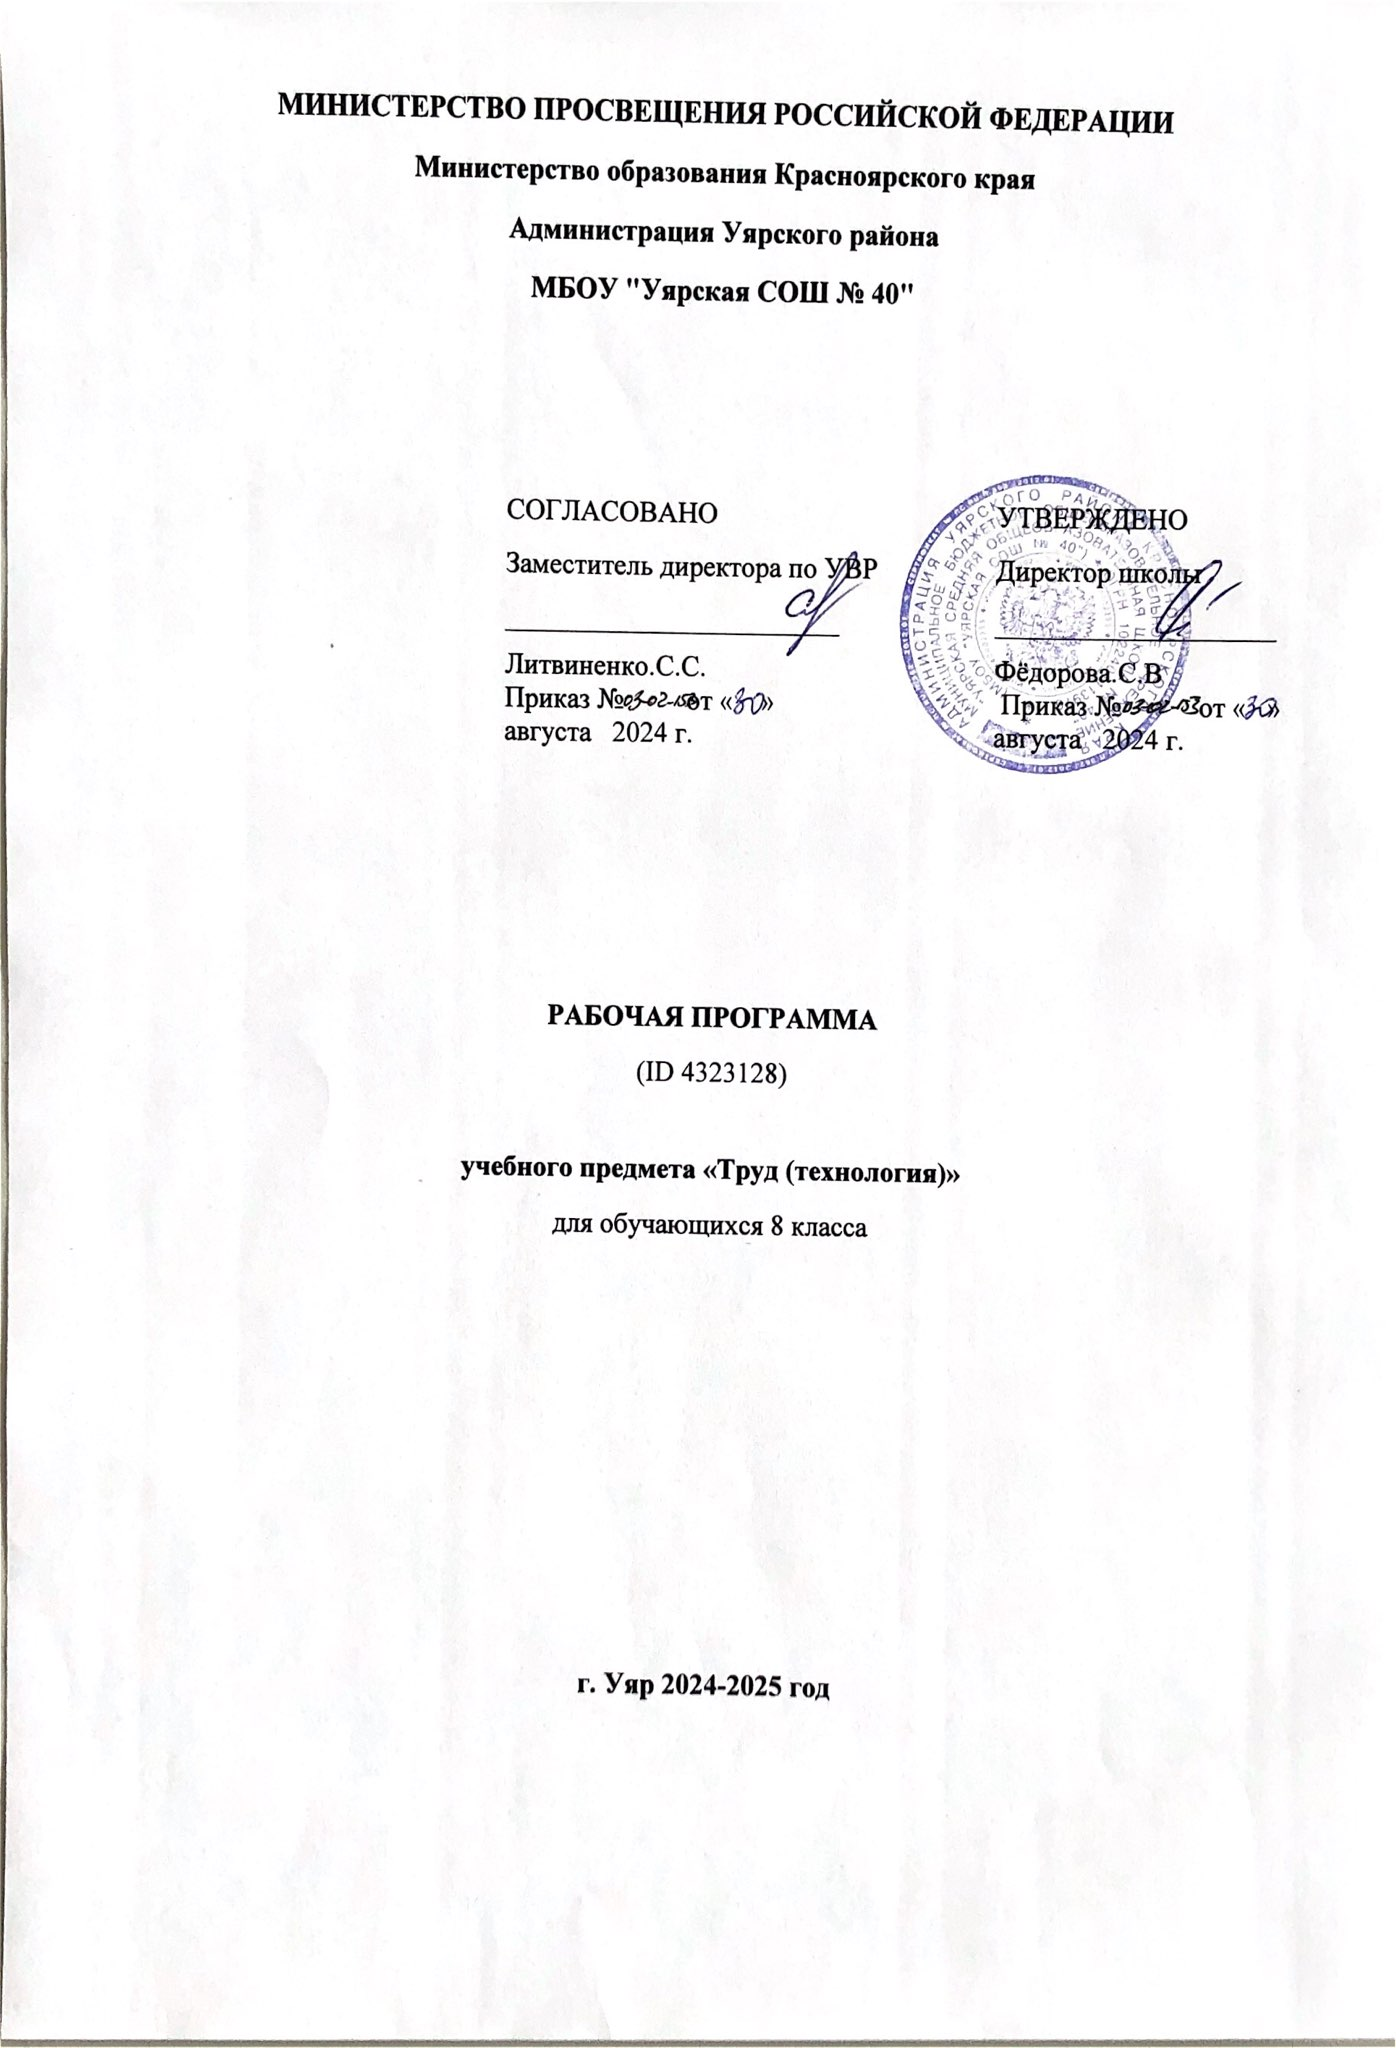 МИНИСТЕРСТВО ПРОСВЕЩЕНИЯ РОССИЙСКОЙ ФЕДЕРАЦИИ
Министерство образования Красноярского края
Администрация Уярского района
МБОУ "Уярская СОШ № 40"
СОГЛАСОВАНО
Заместитель директора по УВР
Литвиненко.С.С.
Приказ № от «30»
августа 2024 г.
УТВЕРЖДЕНО
Директор школы
Фёдорова.С.В
Приказ № от «30»
августа 2024 г.
РАБОЧАЯ ПРОГРАММА
(ID 4323128)
учебного предмета «Труд (технология)»
для обучающихся 8 класса
г. Уяр 2024-2025 год